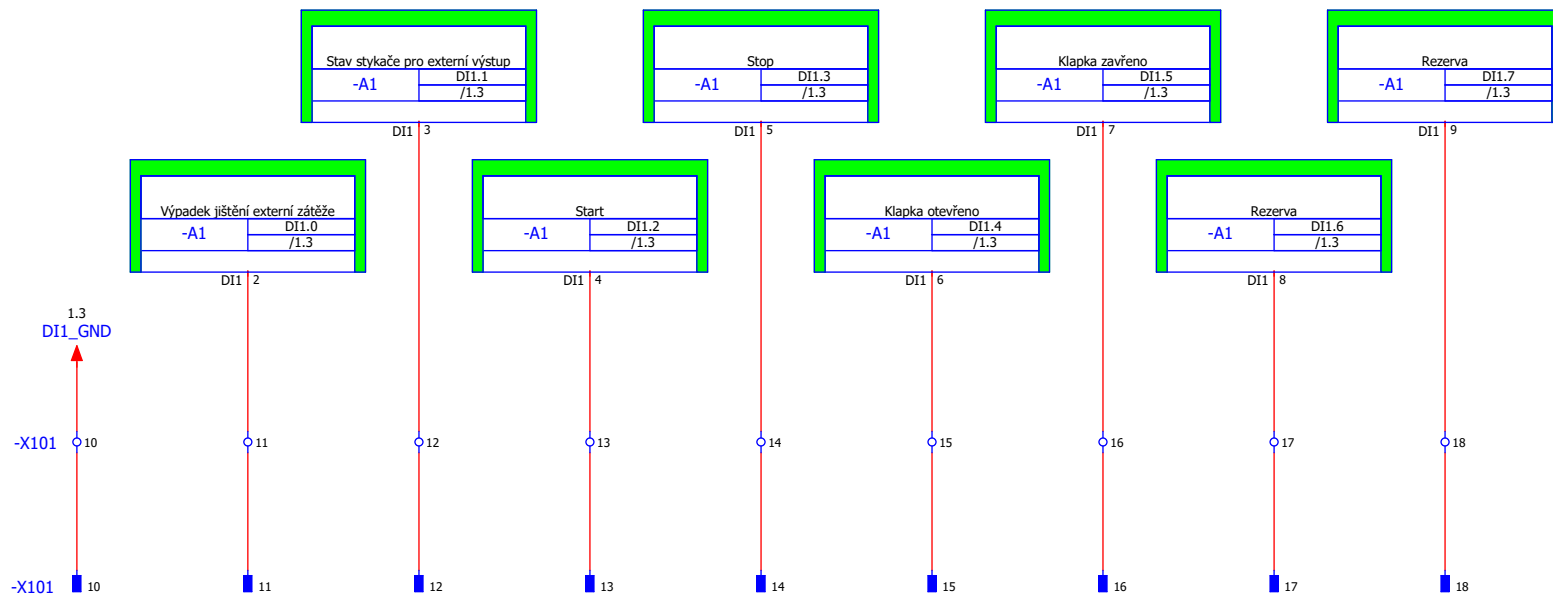 Stav stykače pro externí výstup
-A1
DI1.1
/1.3
DI1 3
Stop
-A1
DI1.3
/1.3
DI1 5
Klapka zavřeno
-A1
DI1.5
/1.3
DI1 7
Rezerva
-A1
DI1.7
/1.3
DI1 9
Výpadek jištění externí zátěže
-A1
DI1.0
/1.3
DI1 2
Start
-A1
DI1.2
/1.3
DI1 4
Klapka otevřeno
-A1
DI1.4
/1.3
DI1 6
Rezerva
-A1
DI1.6
/1.3
DI1 8
1.3
DI1_GND
-X101 10 11 12 13 14 15 16 17 18
-X101 10 11 12 13 14 15 16 17 18